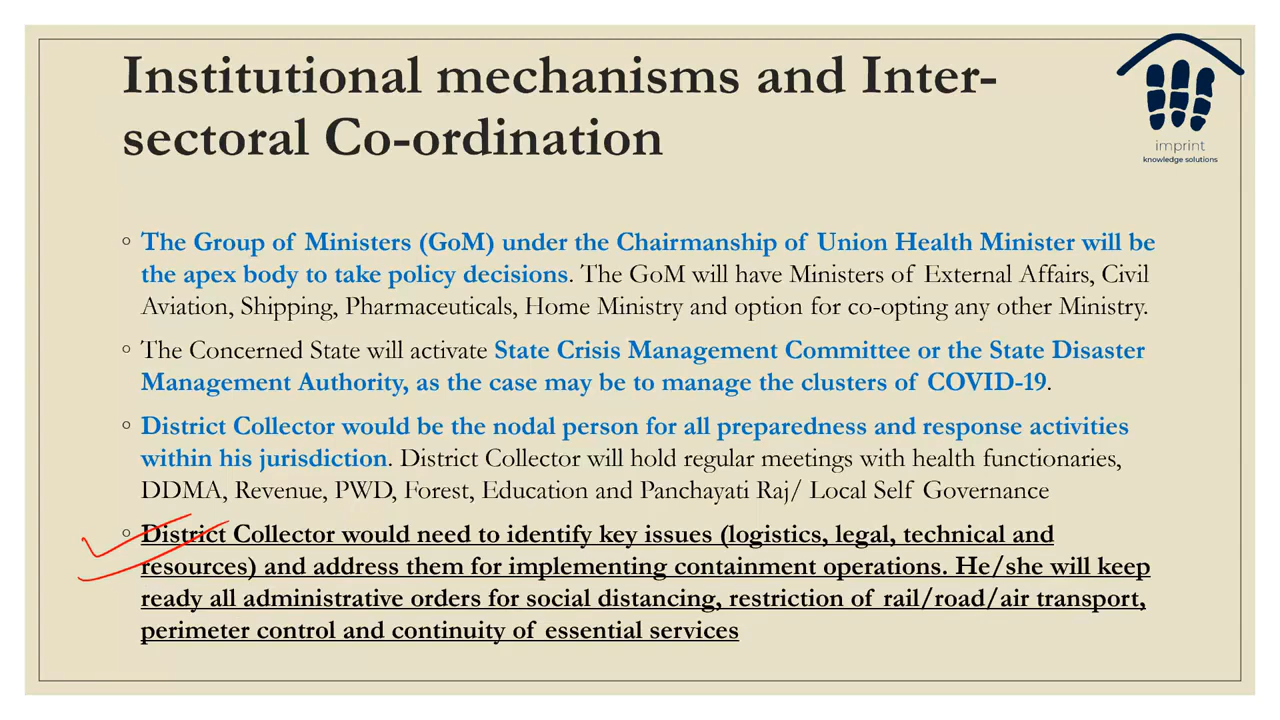 Institutional mechanisms and Inter-
sectoral Co-ordination
imprint
knowledge solutions
◦ The Group of Ministers (GoM) under the Chairmanship of Union Health Minister will be
the apex body to take policy decisions. The GoM will have Ministers of External Affairs, Civil
Aviation, Shipping, Pharmaceuticals, Home Ministry and option for co-opting any other Ministry.
◦ The Concerned State will activate State Crisis Management Committee or the State Disaster
Management Authority, as the case may be to manage the clusters of COVID-19.
◦ District Collector would be the nodal person for all preparedness and response activities
within his jurisdiction. District Collector will hold regular meetings with health functionaries,
DDMA, Revenue, PWD, Forest, Education and Panchayati Raj/ Local Self Governance
◦ District Collector would need to identify key issues (logistics, legal, technical and
resources) and address them for implementing containment operations. He/she will keep
ready all administrative orders for social distancing, restriction of rail/road/air transport,
perimeter control and continuity of essential services